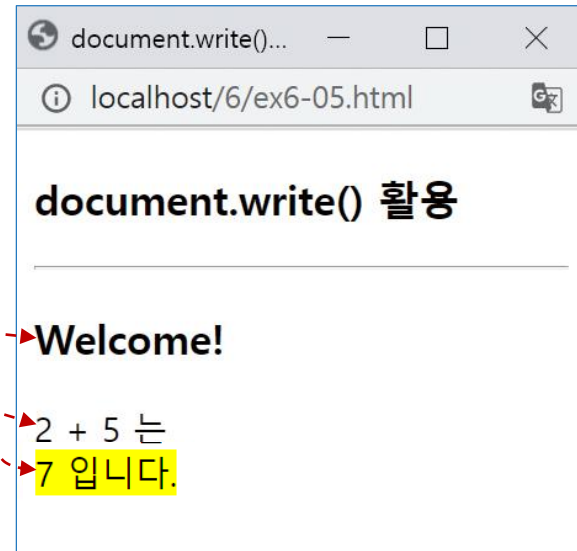 document.write()...
localhost/6/ex6-05.html
document.write() 활용
Welcome!
2 + 5 는
7 입니다.